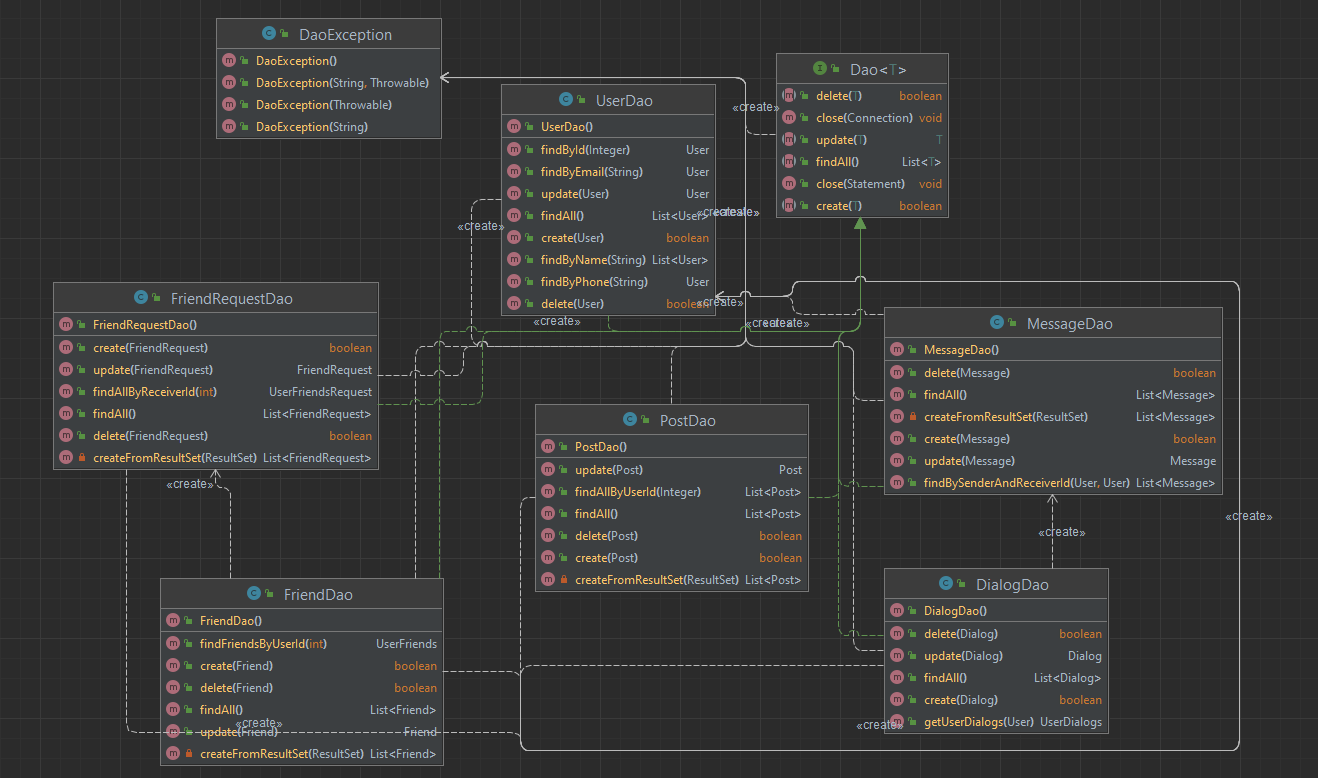 DaoException
DaoException()
DaoException(String, Throwable)
DaoException(Throwable)
DaoException(String)
Dao<T>
delete(T) boolean
close(Connection) void
update(T) T
findAll() List<T>
close(Statement) void
create(T) boolean
«create»
UserDao
UserDao()
findById(Integer) User
findByEmail(String) User
update(User) User
findAll() List<User>
create(User) boolean
findByName(String) List<User>
findByPhone(String) User
delete(User) boolean
«create»
«create»
«create»
«create»
FriendRequestDao
FriendRequestDao()
create(FriendRequest) boolean
update(FriendRequest) FriendRequest
findAllByReceiverId(int) UserFriendsRequest
findAll() List<FriendRequest>
delete(FriendRequest) boolean
createFromResultSet(ResultSet) List<FriendRequest>
«create»
MessageDao
MessageDao()
delete(Message) boolean
findAll() List<Message>
createFromResultSet(ResultSet) List<Message>
create(Message) boolean
update(Message) Message
findBySenderAndReceiverId(User, User) List<Message>
«create»
«create»
«create»
PostDao
PostDao()
update(Post) Post
findAllByUserId(Integer) List<Post>
findAll() List<Post>
delete(Post) boolean
create(Post) boolean
createFromResultSet(ResultSet) List<Post>
FriendDao
FriendDao()
findFriendsByUserId(int) UserFriends
create(Friend) boolean
delete(Friend) boolean
findAll() List<Friend>
«create»
update(Friend) Friend
createFromResultSet(ResultSet) List<Friend>
DialogDao
DialogDao()
delete(Dialog) boolean
update(Dialog) Dialog
findAll() List<Dialog>
create(Dialog) boolean
getUserDialogs(User) UserDialogs
«create»